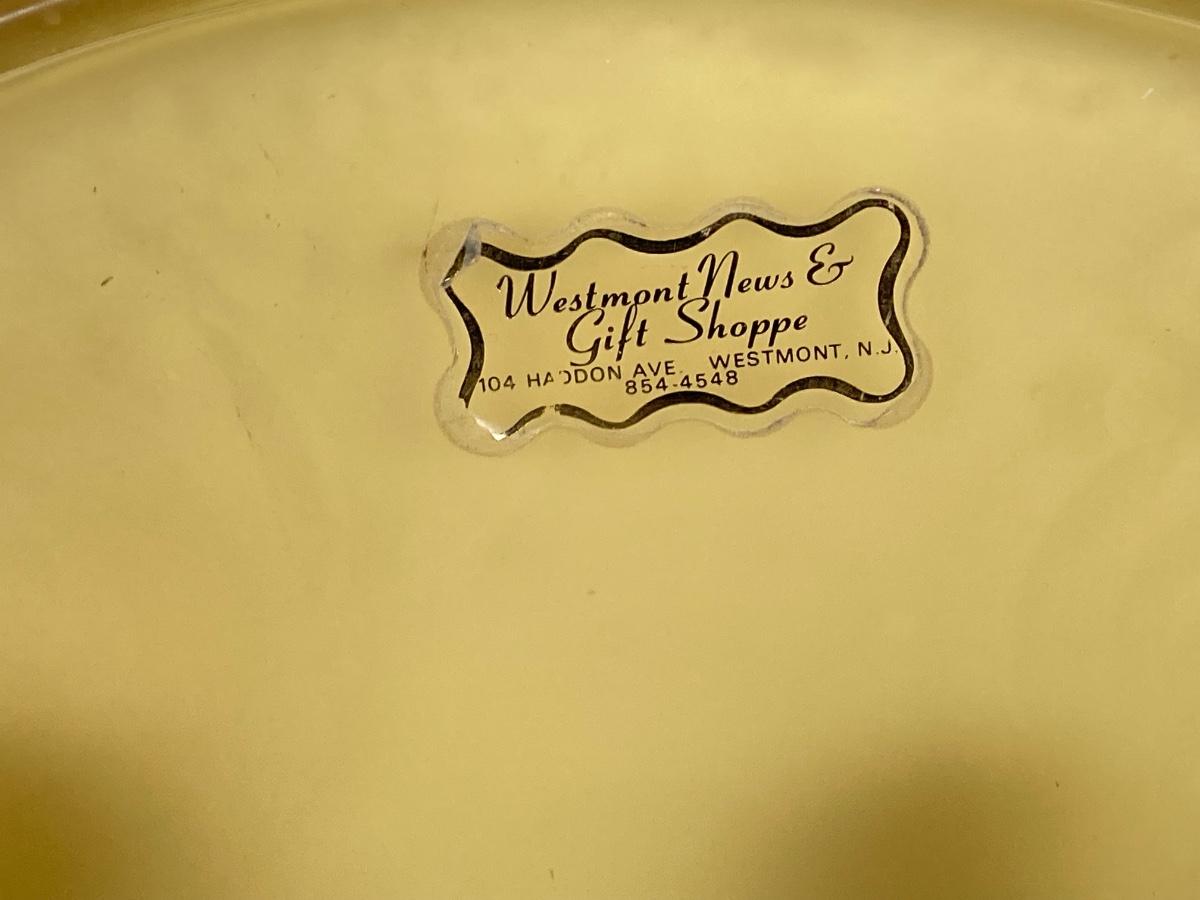 Westmont News &
Gift Shoppe
104 HADDON AVE. WESTMONT, N.J.
854-4548